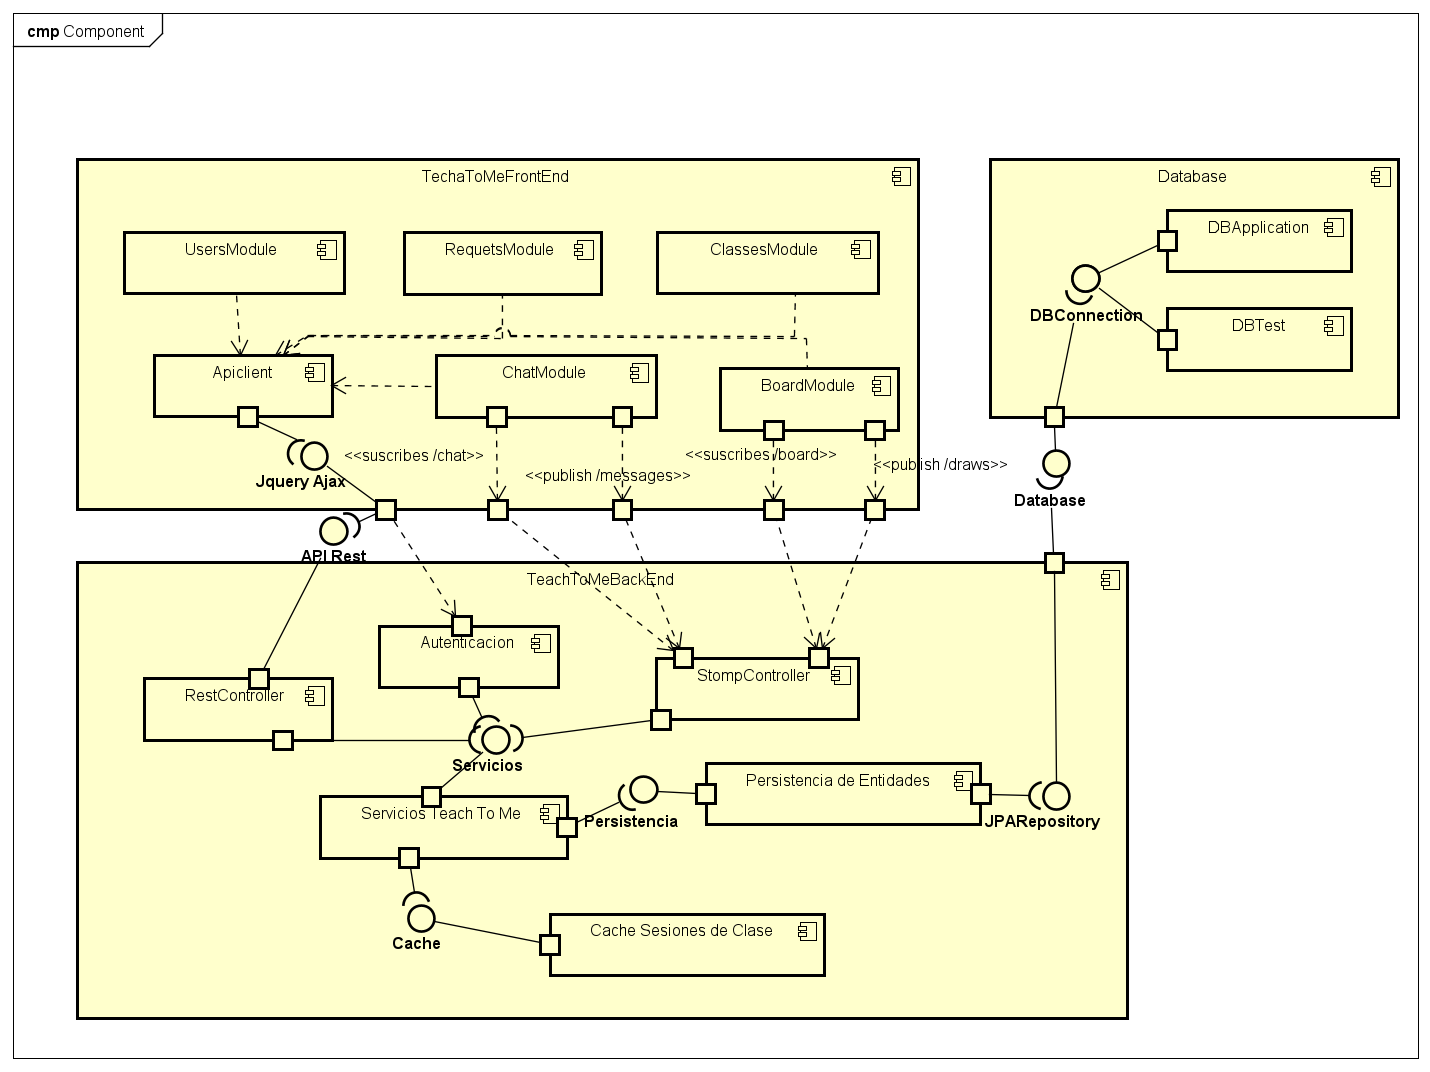 cmp Component
TechaToMeFrontEnd
Database
UsersModule
RequetsModule
ClassesModule
DBApplication
DBConnection
DBTest
Apiclient
ChatModule
BoardModule
<<suscribes /chat>>
<<publish /messages>>
<<suscribes /board>>
<<publish /draws>>
Jquery Ajax
Database
API Rest
TeachToMeBackEnd
Autenticacion
RestController
StompController
Servicios
Servicios Teach To Me
Persistencia
Persistencia de Entidades
JPARepository
Cache
Cache Sesiones de Clase